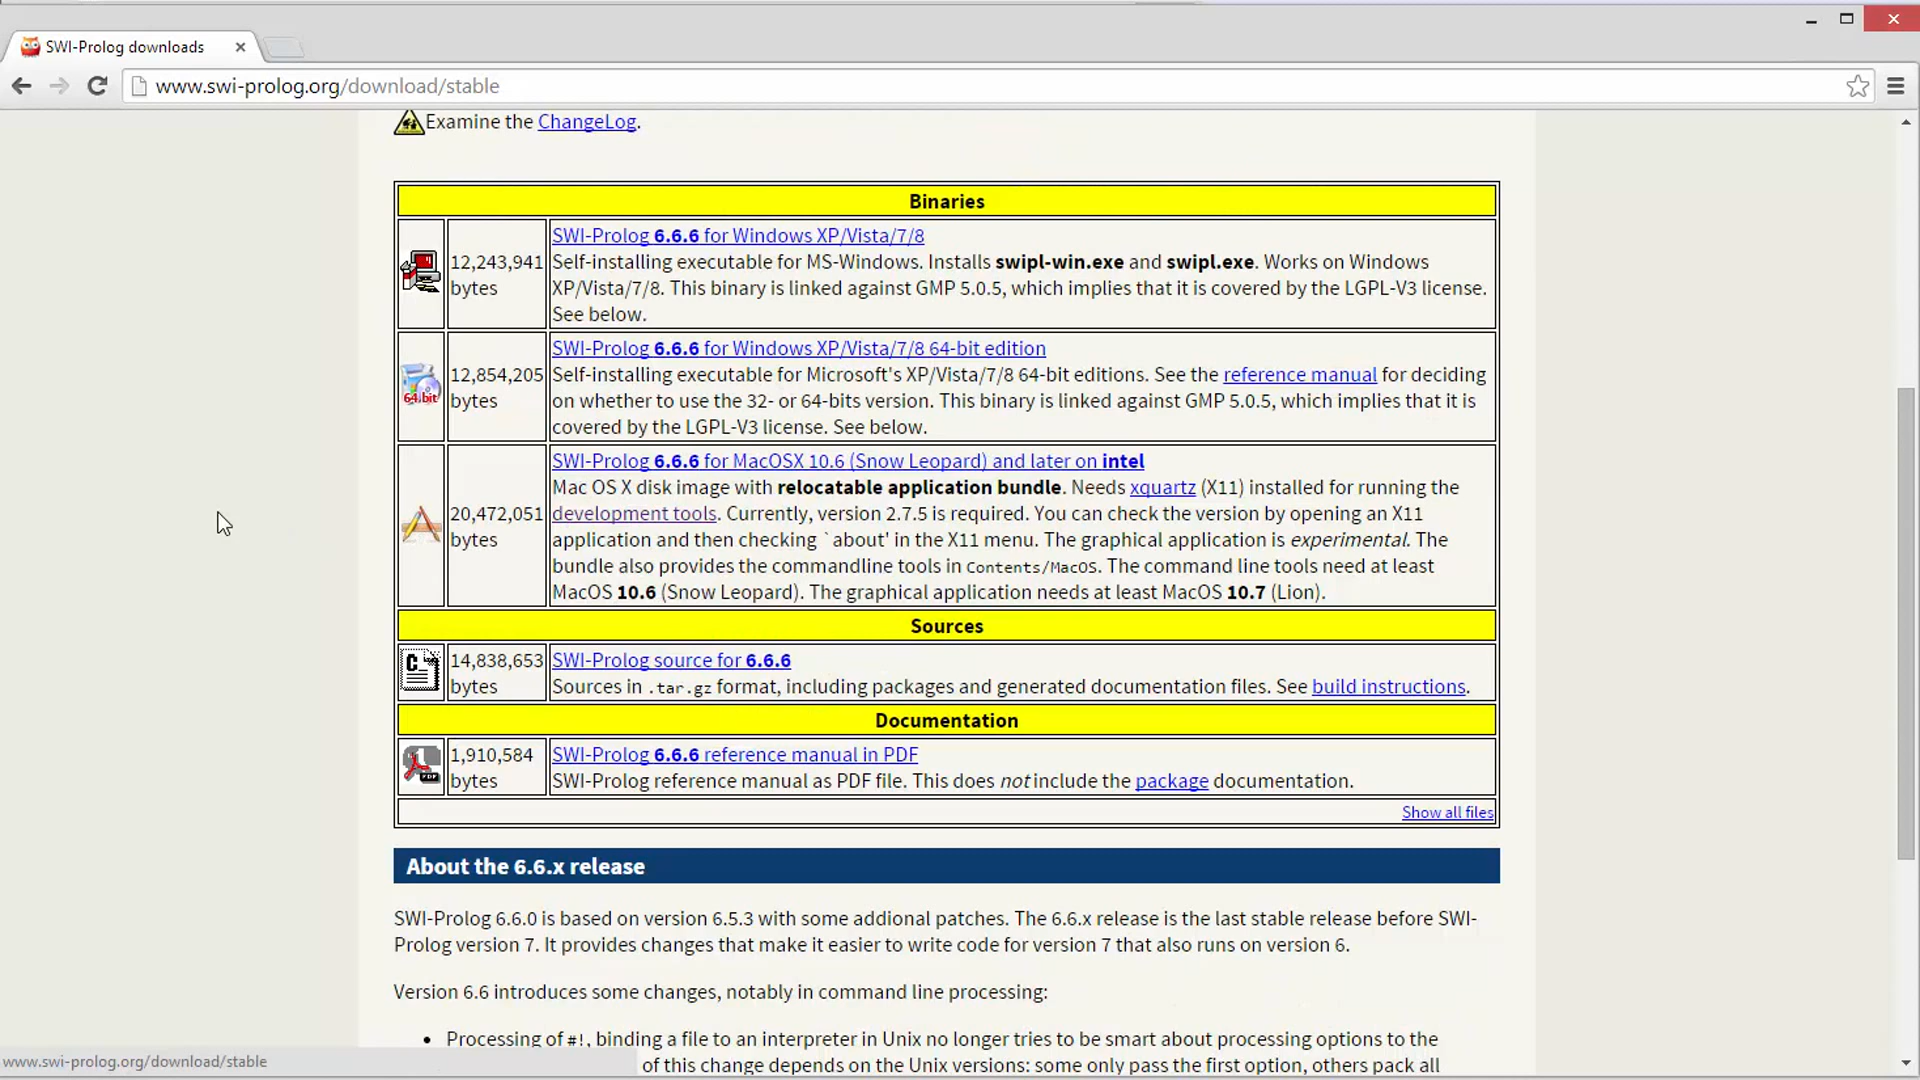 SWI-Prolog downloads
www.swi-prolog.org/download/stable
Examine the ChangeLog.
Binaries
12,243,941 bytes
SWI-Prolog 6.6.6 for Windows XP/Vista/7/8
Self-installing executable for MS-Windows. Installs swipl-win.exe and swipl.exe. Works on Windows
XP/Vista/7/8. This binary is linked against GMP 5.0.5, which implies that it is covered by the LGPL-V3 license.
See below.
64 bit
12,854,205 bytes
SWI-Prolog 6.6.6 for Windows XP/Vista/7/8 64-bit edition
Self-installing executable for Microsoft's XP/Vista/7/8 64-bit editions. See the reference manual for deciding
on whether to use the 32- or 64-bits version. This binary is linked against GMP 5.0.5, which implies that it is
covered by the LGPL-V3 license. See below.
20,472,051 bytes
SWI-Prolog 6.6.6 for MacOSX 10.6 (Snow Leopard) and later on intel
Mac OS X disk image with relocatable application bundle. Needs xquartz (X11) installed for running the
development tools. Currently, version 2.7.5 is required. You can check the version by opening an X11
application and then checking `about' in the X11 menu. The graphical application is experimental. The
bundle also provides the commandline tools in Contents/MacOS. The command line tools need at least
MacOS 10.6 (Snow Leopard). The graphical application needs at least MacOS 10.7 (Lion).
Sources
C
14,838,653 bytes
SWI-Prolog source for 6.6.6
Sources in .tar.gz format, including packages and generated documentation files. See build instructions.
Documentation
PDF
1,910,584 bytes
SWI-Prolog 6.6.6 reference manual in PDF
SWI-Prolog reference manual as PDF file. This does not include the package documentation.
Show all files
About the 6.6.x release
SWI-Prolog 6.6.0 is based on version 6.5.3 with some addional patches. The 6.6.x release is the last stable release before SWI-
Prolog version 7. It provides changes that make it easier to write code for version 7 that also runs on version 6.
Version 6.6 introduces some changes, notably in command line processing:
• Processing of #!, binding a file to an interpreter in Unix no longer tries to be smart about processing options to the
of this change depends on the Unix versions: some only pass the first option, others pack all
www.swi-prolog.org/download/stable